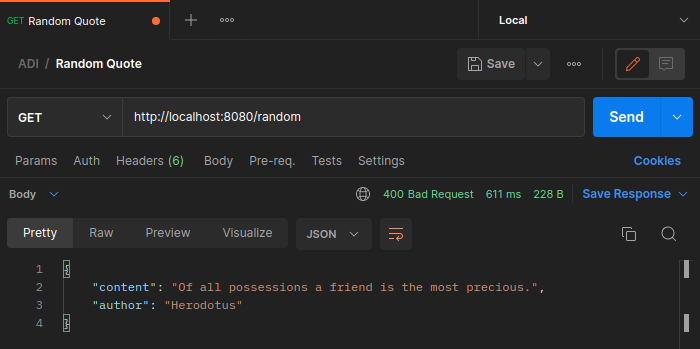 GET Random Quote
Local
ADI / Random Quote
Save
GET
http://localhost:8080/random
Send
Params Auth Headers (6) Body Pre-req. Tests Settings Cookies
Body 400 Bad Request 611 ms 228 B Save Response
Pretty Raw Preview Visualize JSON
1 {
2 "content": "Of all possessions a friend is the most precious.",
3 "author": "Herodotus"
4 }